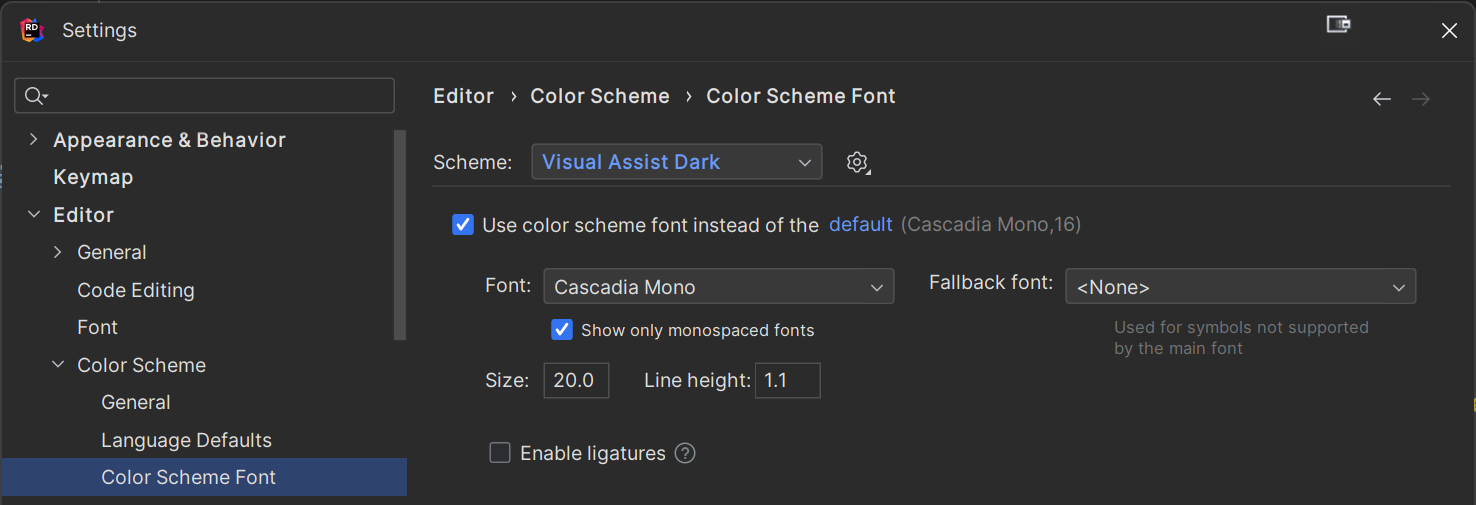 RD
Settings
Editor › Color Scheme › Color Scheme Font
Appearance & Behavior
Keymap
Editor
General
Code Editing
Font
Color Scheme
General
Language Defaults
Color Scheme Font
Scheme: Visual Assist Dark
Use color scheme font instead of the default (Cascadia Mono,16)
Font: Cascadia Mono
Fallback font: <None>
Show only monospaced fonts
Used for symbols not supported
by the main font
Size: 20.0 Line height: 1.1
Enable ligatures ?